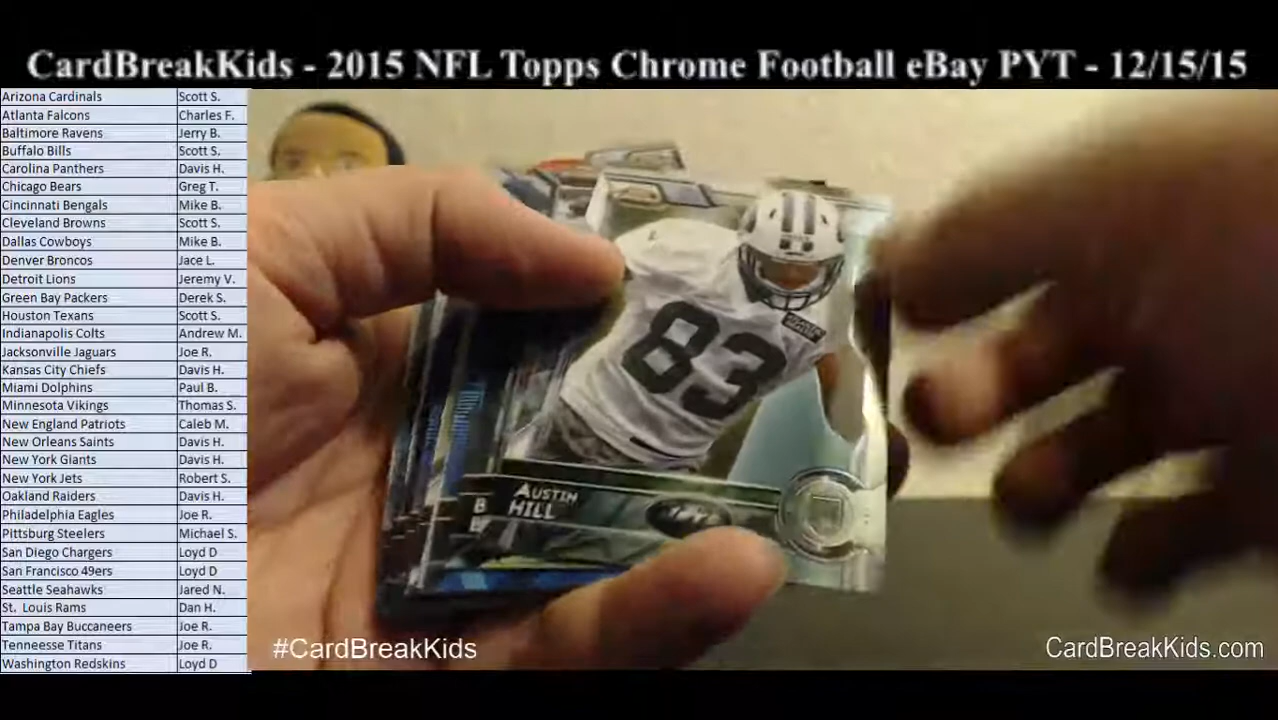 CardBreakKids - 2015 NFL Topps Chrome Football eBay PYT - 12/15/15
Arizona Cardinals Scott S.
Atlanta Falcons Charles F.
Baltimore Ravens Jerry B.
Buffalo Bills Scott S.
Carolina Panthers Davis H.
Chicago Bears Greg T.
Cincinnati Bengals Mike B.
Cleveland Browns Scott S.
Dallas Cowboys Mike B.
Denver Broncos Jace L.
Detroit Lions Jeremy V.
Green Bay Packers Derek S.
Houston Texans Scott S.
Indianapolis Colts Andrew M.
Jacksonville Jaguars Joe R.
Kansas City Chiefs Davis H.
Miami Dolphins Paul B.
Minnesota Vikings Thomas S.
New England Patriots Caleb M.
New Orleans Saints Davis H.
New York Giants Davis H.
New York Jets Robert S.
Oakland Raiders Davis H.
Philadelphia Eagles Joe R.
Pittsburg Steelers Michael S.
San Diego Chargers Loyd D
San Francisco 49ers Loyd D
Seattle Seahawks Jared N.
St. Louis Rams Dan H.
Tampa Bay Buccaneers Joe R.
Tenneesse Titans Joe R.
Washington Redskins Loyd D
83
AUSTIN
HILL
#CardBreakKids
CardBreakKids.com